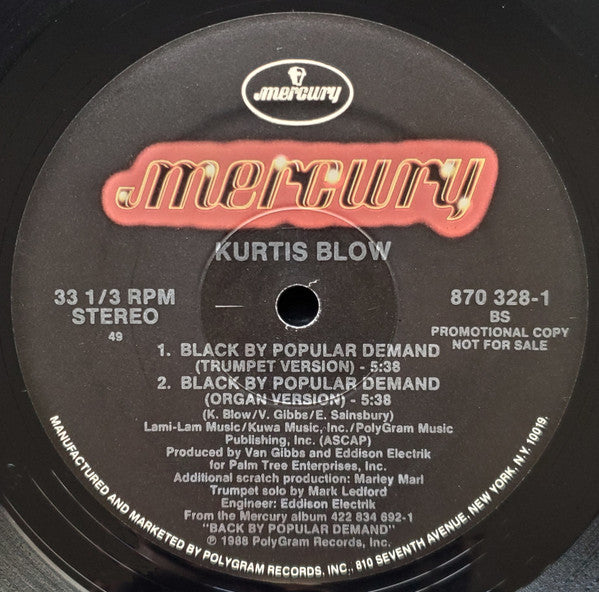 mercury
mercury
KURTIS BLOW
33 1/3 RPM
STEREO
49
870 328-1
BS
PROMOTIONAL COPY
NOT FOR SALE
1. BLACK BY POPULAR DEMAND
(TRUMPET VERSION) - 5:38
2. BLACK BY POPULAR DEMAND
(ORGAN VERSION) - 5:38
(K. Blow/V. Gibbs/E. Sainsbury)
Lami-Lam Music/Kuwa Music, Inc./PolyGram Music
Publishing, Inc. (ASCAP)
Produced by Van Gibbs and Eddison Electrik
for Palm Tree Enterprises, Inc.
Additional scratch production: Marley Marl
Trumpet solo by Mark Ledford
Engineer: Eddison Electrik
From the Mercury album 422 834 692-1
"BACK BY POPULAR DEMAND"
℗ 1988 PolyGram Records, Inc.
MANUFACTURED AND MARKETED BY POLYGRAM RECORDS, INC., 810 SEVENTH AVENUE, NEW YORK, N.Y. 10019.